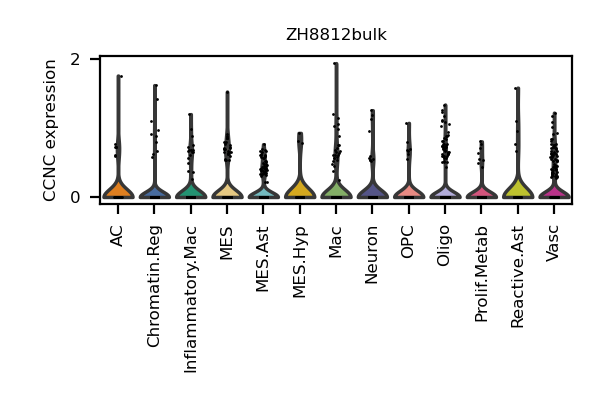 ZH8812bulk
CCNC expression
2
0
AC
Chromatin.Reg
Inflammatory.Mac
MES
MES.Ast
MES.Hyp
Mac
Neuron
OPC
Oligo
Prolif.Metab
Reactive.Ast
Vasc